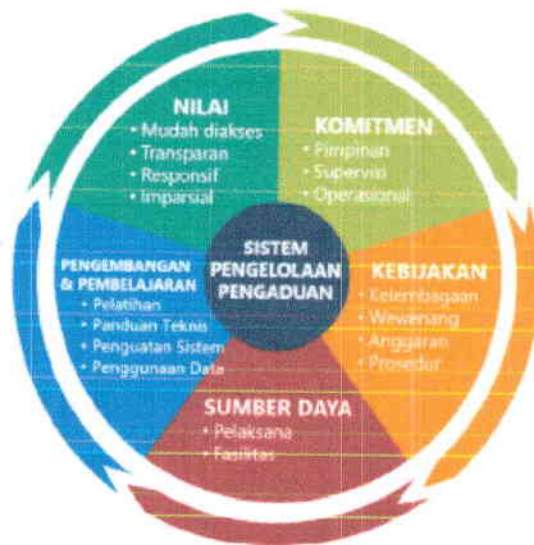 NILAI
• Mudah diakses
• Transparan
• Responsif
• Imparsial
KOMITMEN
• Pimpinan
• Supervisi
• Operasional
KEBIJAKAN
• Kelembagaan
• Wewenang
• Anggaran
• Prosedur
SUMBER DAYA
• Pelaksana
• Fasilitas
PENGEMBANGAN
& PEMBELAJARAN
• Pelatihan
• Panduan Teknis
• Penguatan Sistem
• Penggunaan Data
SISTEM
PENGELOLAAN
PENGADUAN